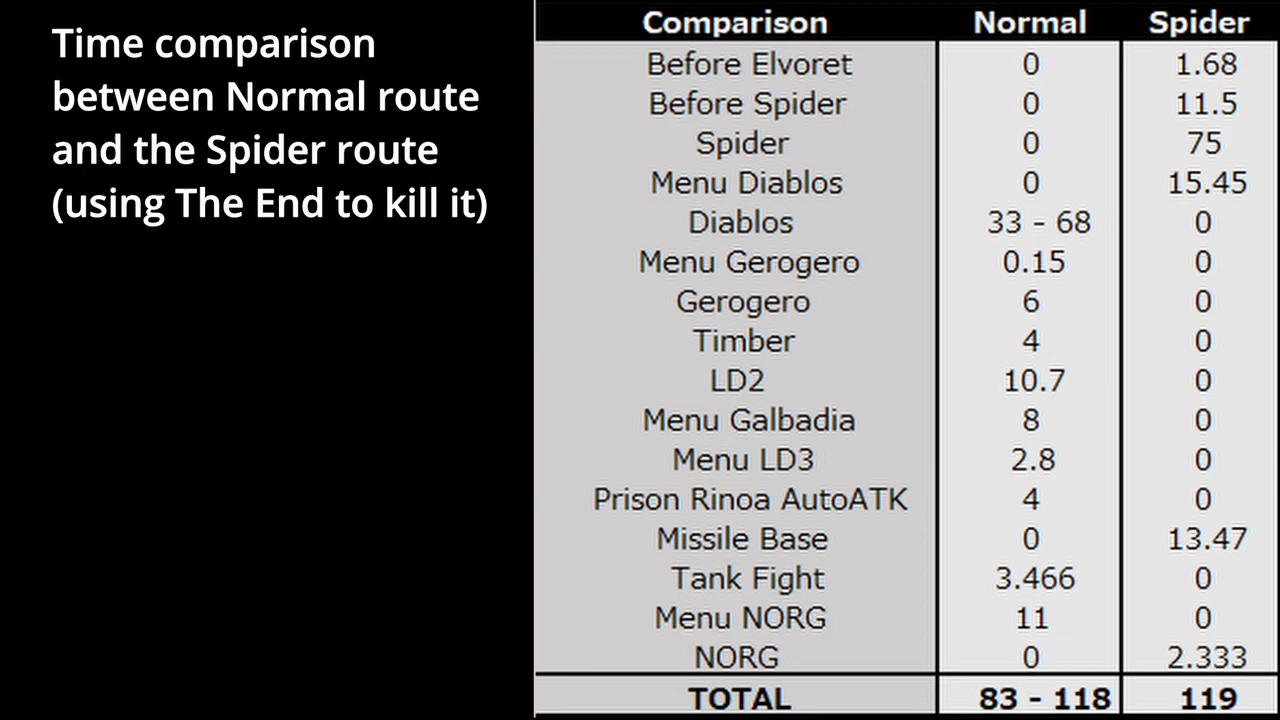 Time comparison
between Normal route
and the Spider route
(using The End to kill it)
Comparison Normal Spider
Before Elvoret 0 1.68
Before Spider 0 11.5
Spider 0 75
Menu Diablos 0 15.45
Diablos 33 - 68 0
Menu Gerogero 0.15 0
Gerogero 6 0
Timber 4 0
LD2 10.7 0
Menu Galbadia 8 0
Menu LD3 2.8 0
Prison Rinoa AutoATK 4 0
Missile Base 0 13.47
Tank Fight 3.466 0
Menu NORG 11 0
NORG 0 2.333
TOTAL 83 - 118 119